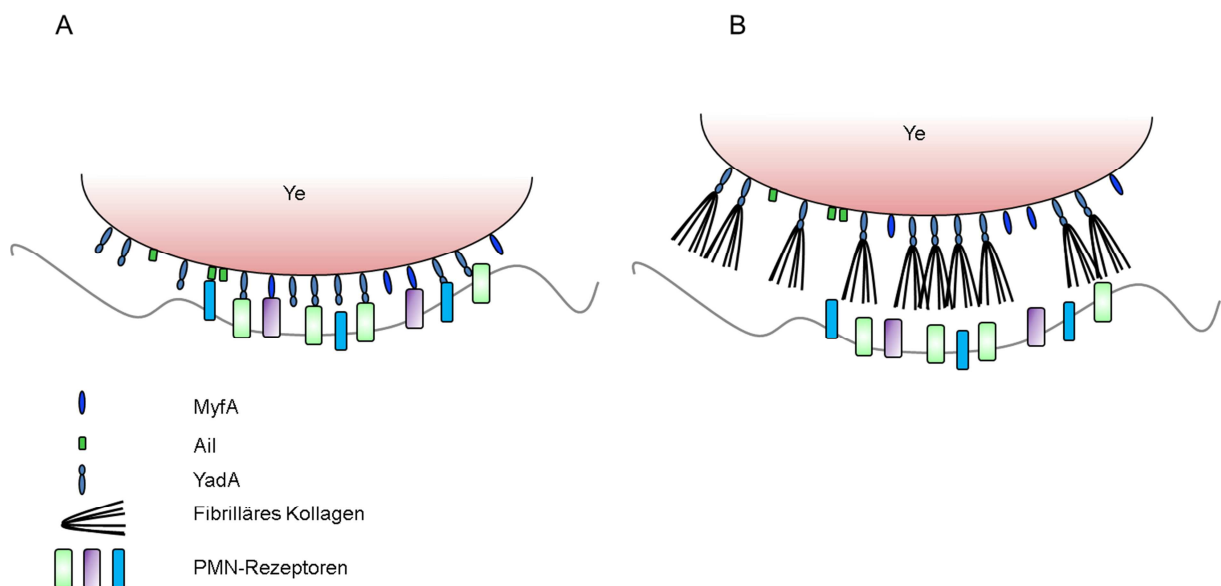 A
B
Ye
Ye
MyfA
Ail
YadA
Fibrilläres Kollagen
PMN-Rezeptoren